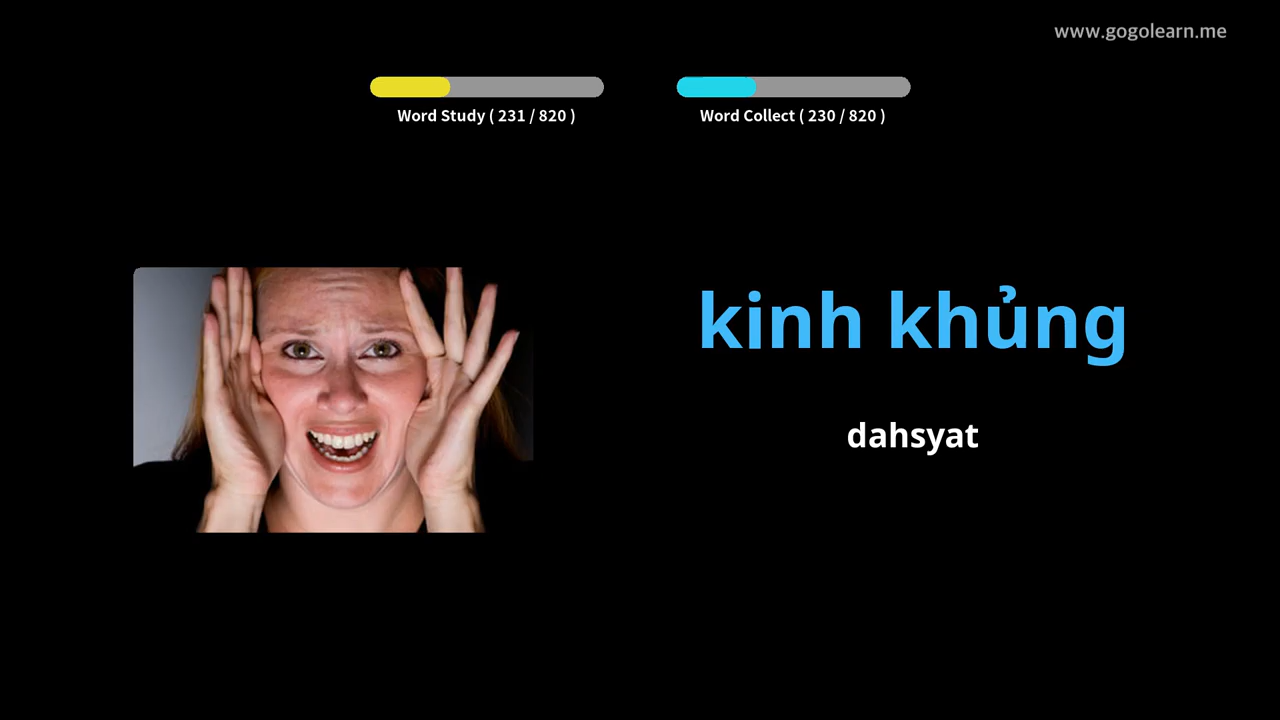 www.gogolearn.me
Word Study ( 231 / 820 )
Word Collect ( 230 / 820 )
kinh khủng
dahsyat